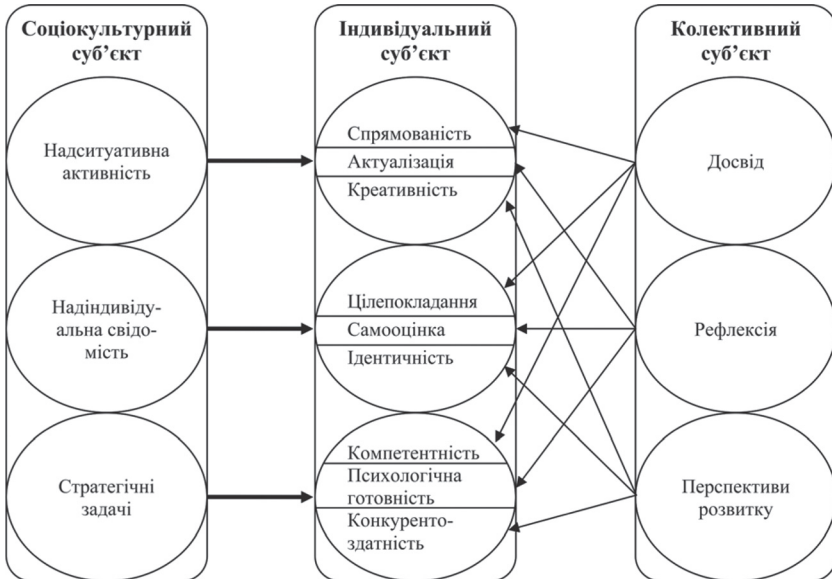 Соціокультурний
суб’єкт
Надситуативна
активність
Надіндивіду-
альна свідо-
мість
Стратегічні
задачі
Індивідуальний
суб’єкт
Спрямованість
Актуалізація
Креативність
Цілепокладання
Самооцінка
Ідентичність
Компетентність
Психологічна
готовність
Конкуренто-
здатність
Колективний
суб’єкт
Досвід
Рефлексія
Перспективи
розвитку